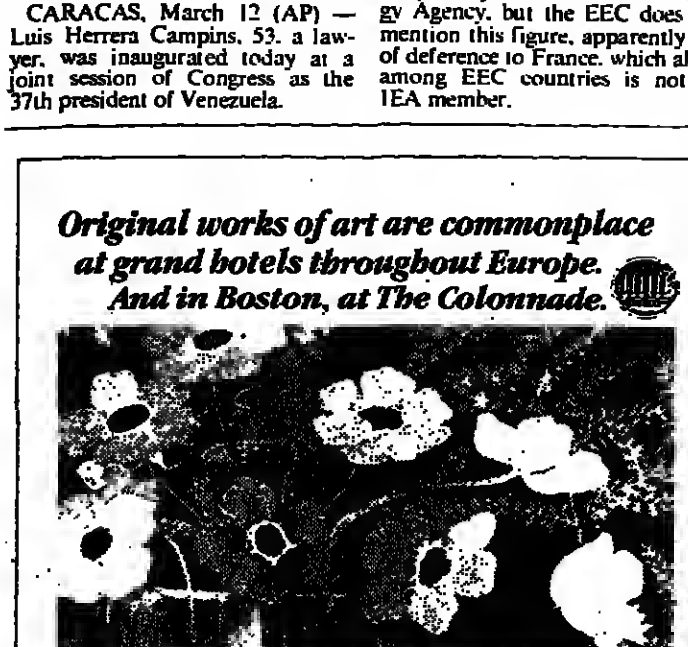 CARACAS, March 12 (AP) —
Luis Herrera Campins, 53, a law-
yer, was inaugurated today at a
joint session of Congress as the
37th president of Venezuela.
gy Agency, but the EEC does
mention this figure, apparently
of deference to France, which al
among EEC countries is not
IEA member.
Original works of art are commonplace
at grand hotels throughout Europe.
And in Boston, at The Colonnade.